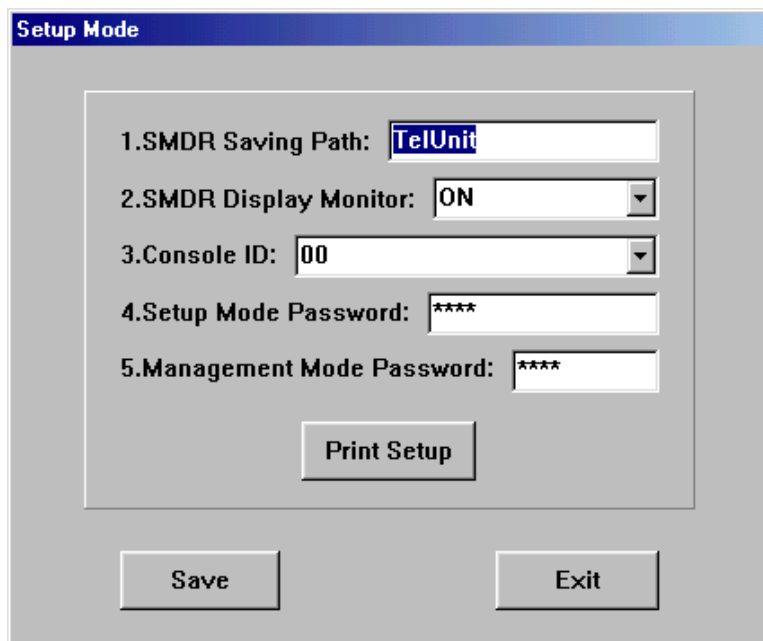 Setup Mode
1.SMDR Saving Path: TelUnit
2.SMDR Display Monitor: ON
3.Console ID: 00
4.Setup Mode Password: ****
5.Management Mode Password: ****
Print Setup
Save Exit